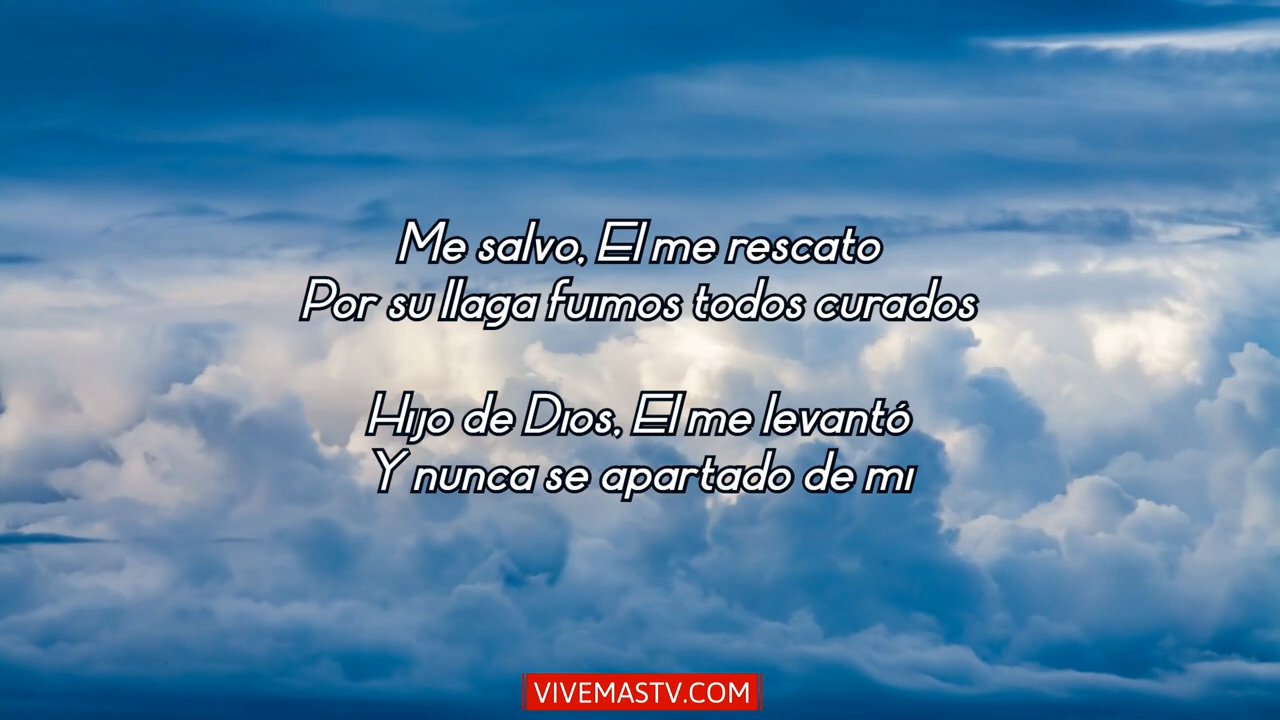 Me salvo, El me rescato
Por su llaga fuimos todos curados
Hijo de Dios, El me levantó
Y nunca se apartado de mi
VIVEMASTV.COM